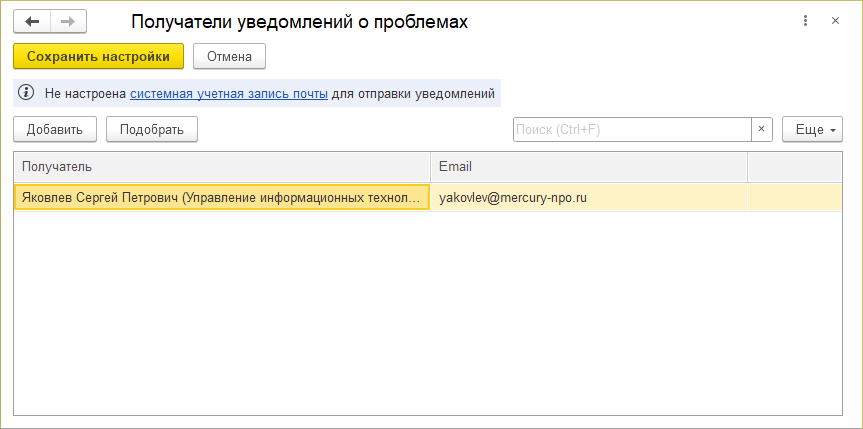 Получатели уведомлений о проблемах
Сохранить настройки Отмена
Не настроена системная учетная запись почты для отправки уведомлений
Добавить Подобрать Поиск (Ctrl+F) × Еще
Получатель Email
Яковлев Сергей Петрович (Управление информационных технол... yakovlev@mercury-npo.ru